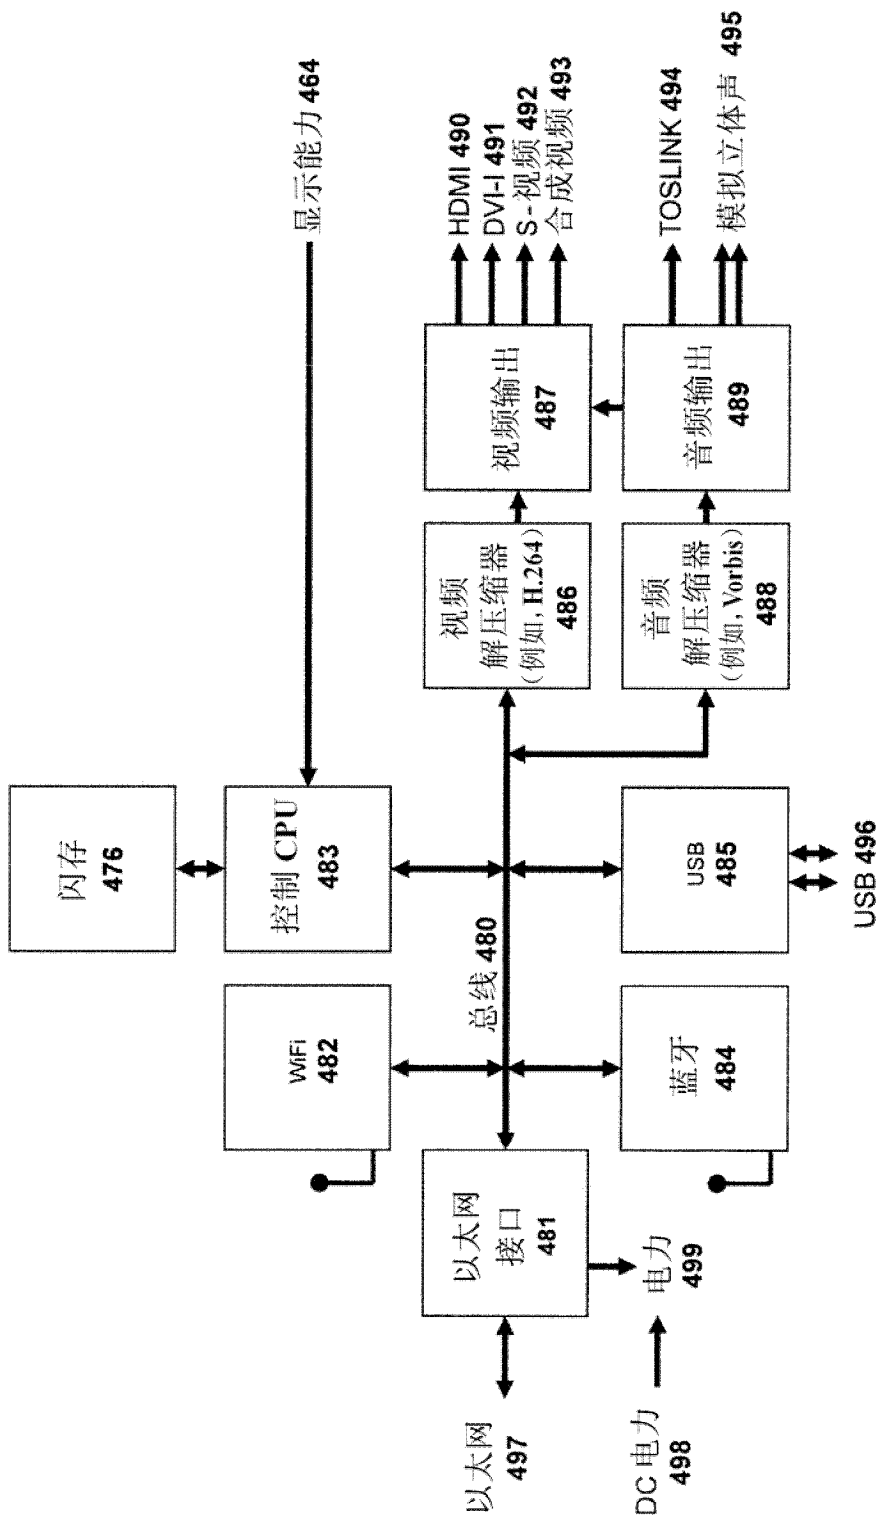 显示能力 464
HDMI 490
DVI-I 491
S-视频 492
合成视频 493
TOSLINK 494
模拟立体声 495
视频输出
487
音频输出
489
视频
解压缩器
(例如, H.264)
486
音频
解压缩器
(例如, Vorbis)
488
闪存
476
控制 CPU
483
USB
485
USB 496
总线 480
WiFi
482
蓝牙
484
以太网
接口
481
电力
499
以太网
497
DC 电力
498